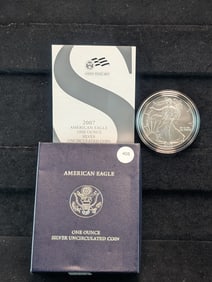 2007
AMERICAN EAGLE
ONE OUNCE
SILVER
UNCIRCULATED COIN
AMERICAN EAGLE
ONE OUNCE
SILVER UNCIRCULATED COIN